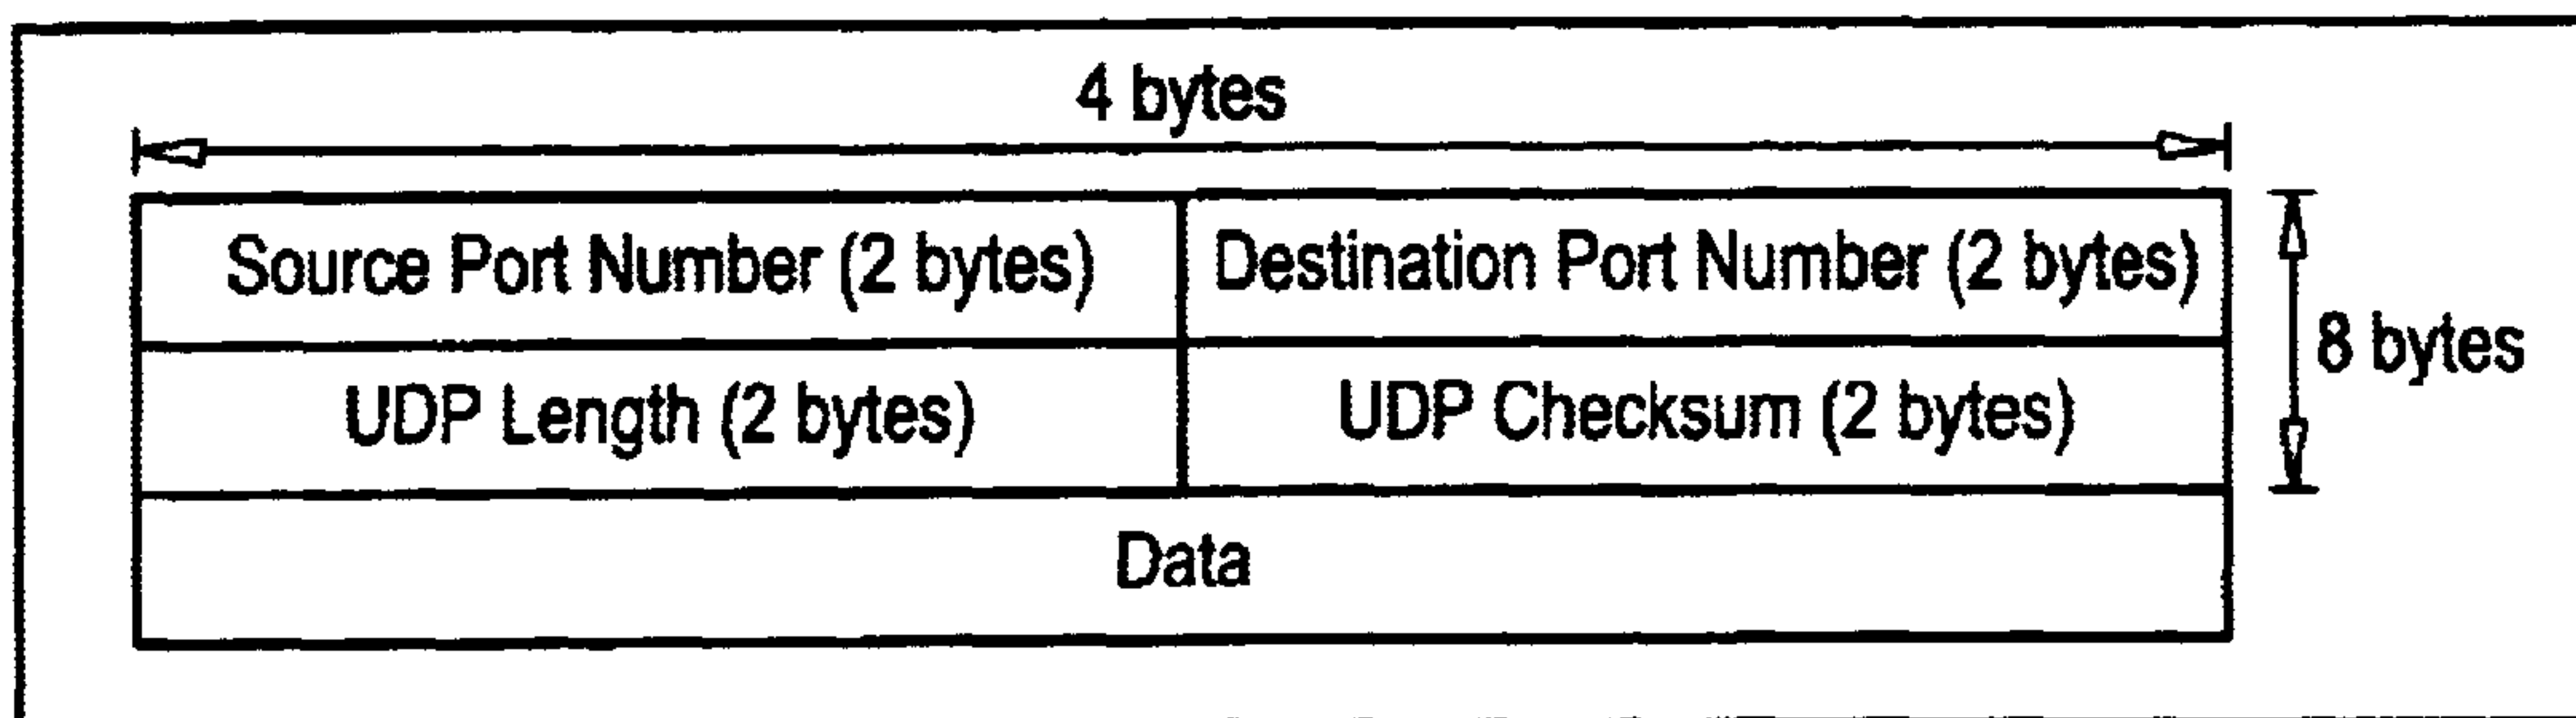 4 bytes
Source Port Number (2 bytes) Destination Port Number (2 bytes)
8 bytes
UDP Length (2 bytes) UDP Checksum (2 bytes)
Data